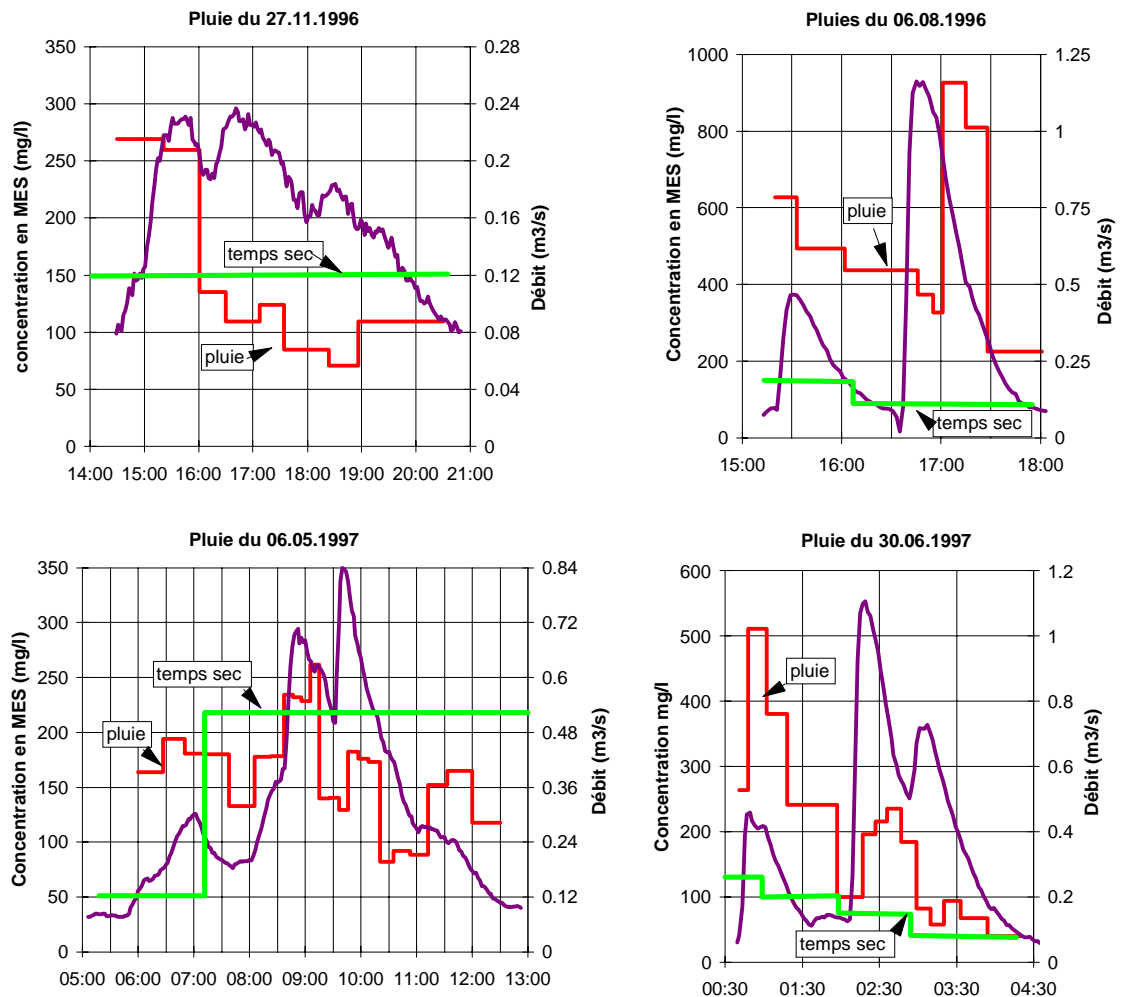 Pluie du 27.11.1996
350
300
250
200
150
100
50
0
concentration en MES (mg/l)
0.28
0.24
0.2
0.16
0.12
0.08
0.04
0
Débit (m3/s)
temps sec
pluie
14:00 15:00 16:00 17:00 18:00 19:00 20:00 21:00
Pluies du 06.08.1996
1000
800
600
400
200
0
Concentration en MES (mg/l)
1.25
1
0.75
0.5
0.25
0
Débit (m3/s)
pluie
temps sec
15:00 16:00 17:00 18:00
Pluie du 06.05.1997
350
300
250
200
150
100
50
0
Concentration en MES (mg/l)
0.84
0.72
0.6
0.48
0.36
0.24
0.12
0
Débit (m3/s)
temps sec
pluie
05:00 06:00 07:00 08:00 09:00 10:00 11:00 12:00 13:00
Pluie du 30.06.1997
600
500
400
300
200
100
0
Concentration mg/l
1.2
1
0.8
0.6
0.4
0.2
0
Débit (m3/s)
pluie
temps sec
00:30 01:30 02:30 03:30 04:30